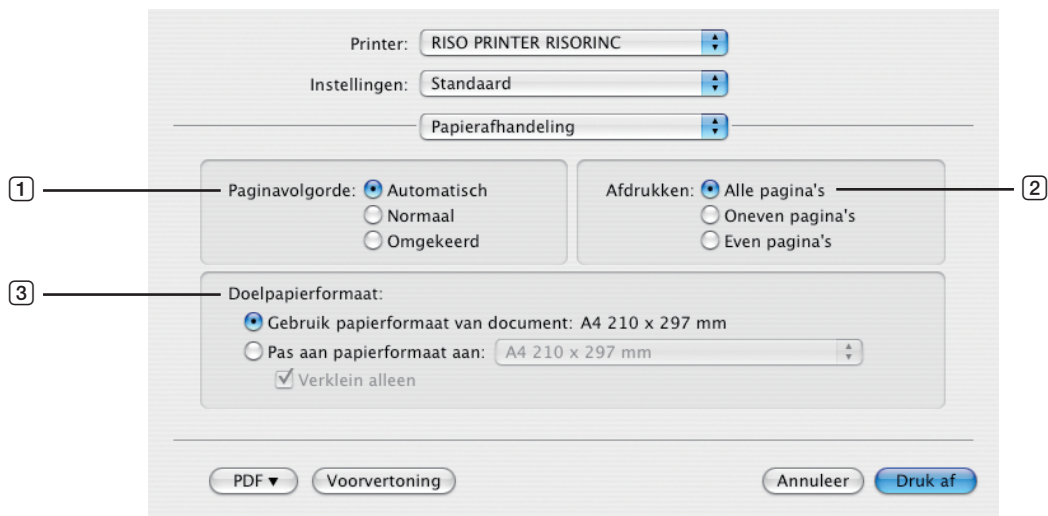 Printer: RISO PRINTER RISORINC
Instellingen: Standaard
Papierafhandeling
1 Paginavolgorde: Automatisch
Normaal
Omgekeerd
Afdrukken: Alle pagina's 2
Oneven pagina's
Even pagina's
3 Doelpapierformaat:
Gebruik papierformaat van document: A4 210 x 297 mm
Pas aan papierformaat aan: A4 210 x 297 mm
Verklein alleen
PDF Voorvertoning Annuleer Druk af